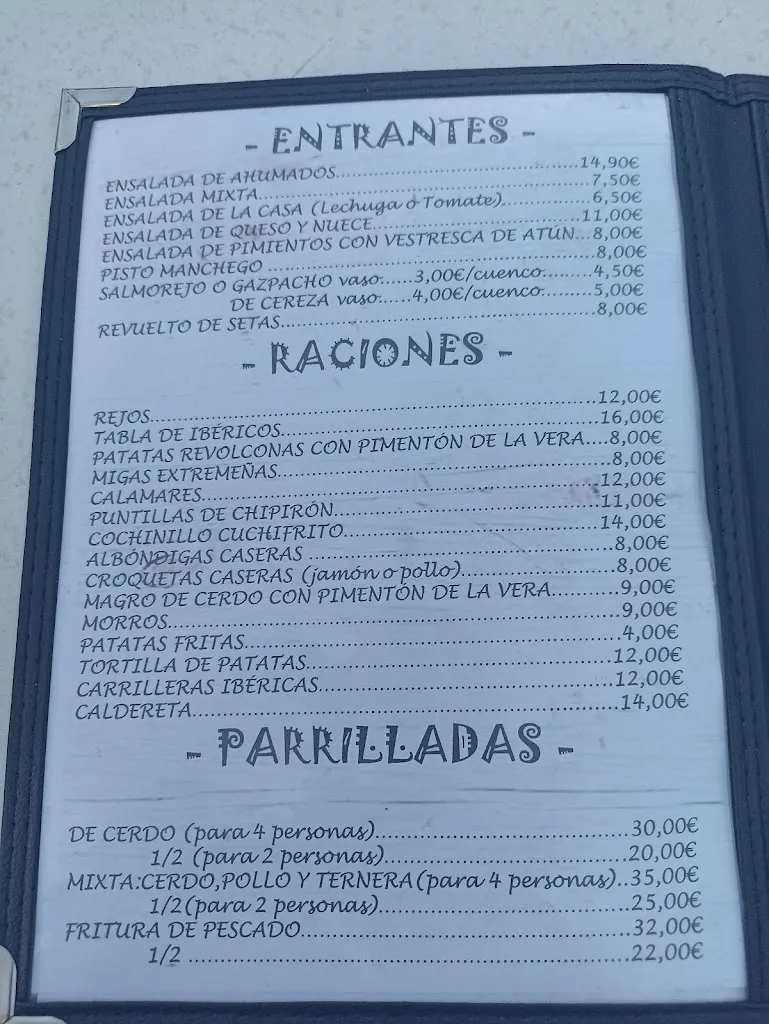 - ENTRANTES -
ENSALADA DE AHUMADOS.....14,90€
ENSALADA MIXTA.....7,50€
ENSALADA DE LA CASA (Lechuga o Tomate).....6,50€
ENSALADA DE QUESO Y NUECE.....11,00€
ENSALADA DE PIMIENTOS CON VESTRESCA DE ATÚN...8,00€
PISTO MANCHEGO .....8,00€
SALMOREJO O GAZPACHO vaso......3,00€/cuenco.........4,50€
DE CEREZA vaso......4,00€/cuenco.........5,00€
REVUELTO DE SETAS.....8,00€
- RACIONES -
REJOS.....12,00€
TABLA DE IBÉRICOS.....16,00€
PATATAS REVOLCONAS CON PIMENTÓN DE LA VERA....8,00€
MIGAS EXTREMEÑAS.....8,00€
CALAMARES.....12,00€
PUNTILLAS DE CHIPIRÓN.....11,00€
COCHINILLO CUCHIFRITO.....14,00€
ALBÓNDIGAS CASERAS .....8,00€
CROQUETAS CASERAS (jamón o pollo).....8,00€
MAGRO DE CERDO CON PIMENTÓN DE LA VERA.....9,00€
MORROS.....9,00€
PATATAS FRITAS.....4,00€
TORTILLA DE PATATAS.....12,00€
CARRILLERAS IBÉRICAS.....12,00€
CALDERETA.....14,00€
- PARRILLADAS -
DE CERDO (para 4 personas).....30,00€
1/2 (para 2 personas).....20,00€
MIXTA:CERDO,POLLO Y TERNERA (para 4 personas)..35,00€
1/2 (para 2 personas).....25,00€
FRITURA DE PESCADO.....32,00€
1/2 .....22,00€